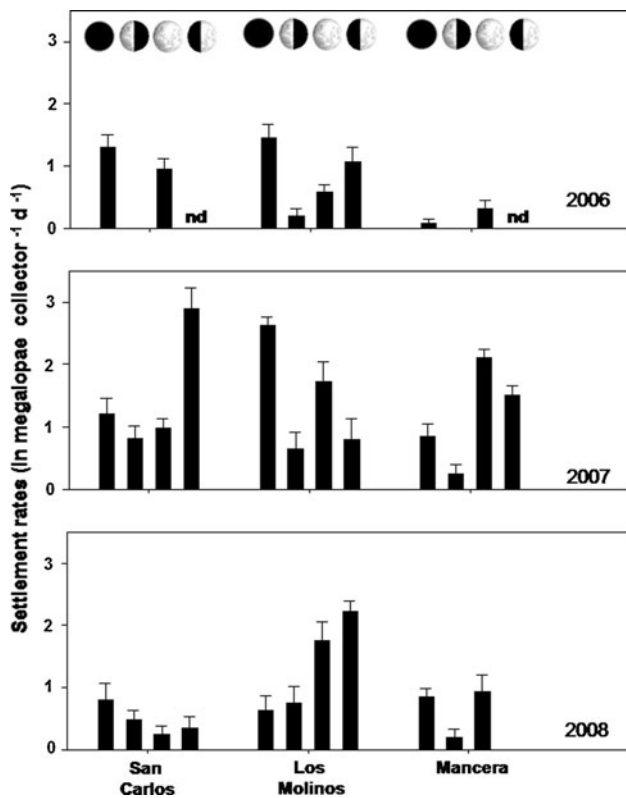 Settlement rates (ln megalopae collector -1 d -1)
3
2
1
0
nd
nd
2006
3
2
1
0
2007
3
2
1
0
2008
San Carlos
Los Molinos
Mancera